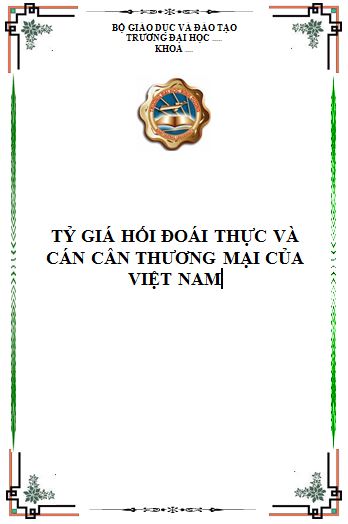 BỘ GIÁO DỤC VÀ ĐÀO TẠO
TRƯỜNG ĐẠI HỌC .....
KHOA ....
TỶ GIÁ HỐI ĐOÁI THỰC VÀ
CÁN CÂN THƯƠNG MẠI CỦA
VIỆT NAM